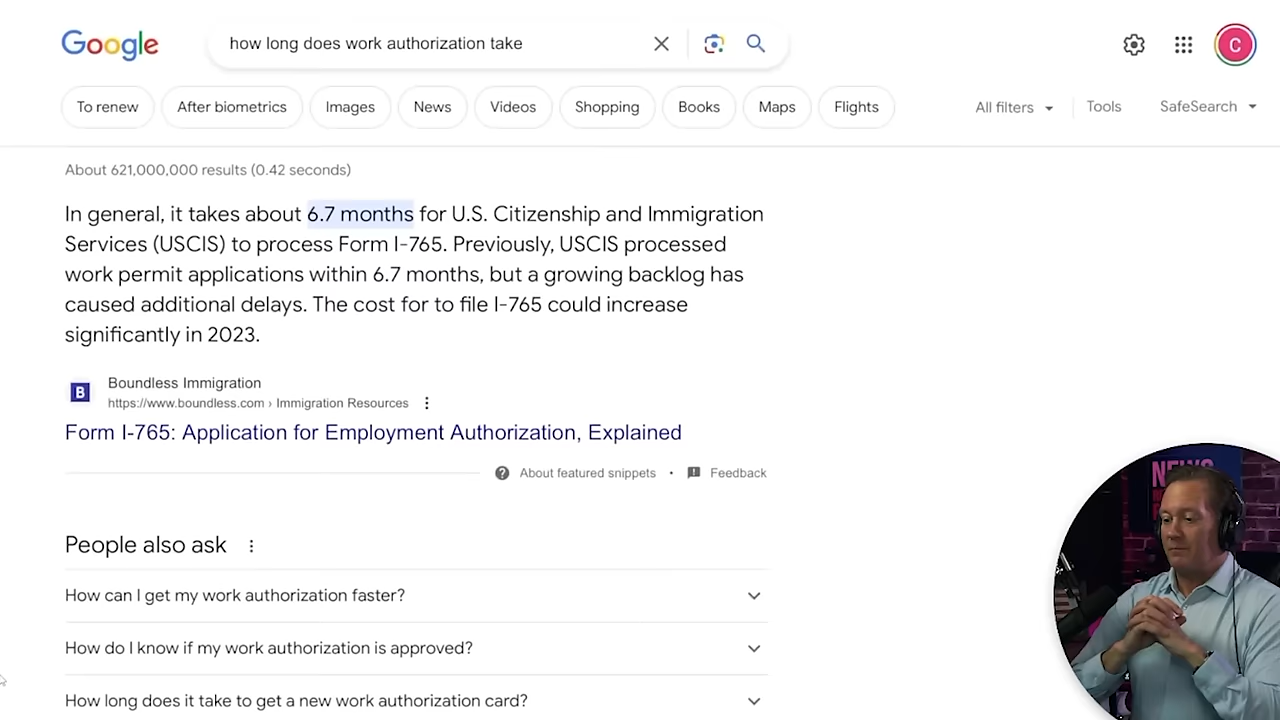 Google
how long does work authorization take
C
To renew
After biometrics
Images
News
Videos
Shopping
Books
Maps
Flights
All filters
Tools
SafeSearch
About 621,000,000 results (0.42 seconds)
In general, it takes about 6.7 months for U.S. Citizenship and Immigration
Services (USCIS) to process Form I-765. Previously, USCIS processed
work permit applications within 6.7 months, but a growing backlog has
caused additional delays. The cost for to file I-765 could increase
significantly in 2023.
B
Boundless Immigration
https://www.boundless.com › Immigration Resources
Form I-765: Application for Employment Authorization, Explained
About featured snippets • Feedback
People also ask
How can I get my work authorization faster?
How do I know if my work authorization is approved?
How long does it take to get a new work authorization card?
NEWS